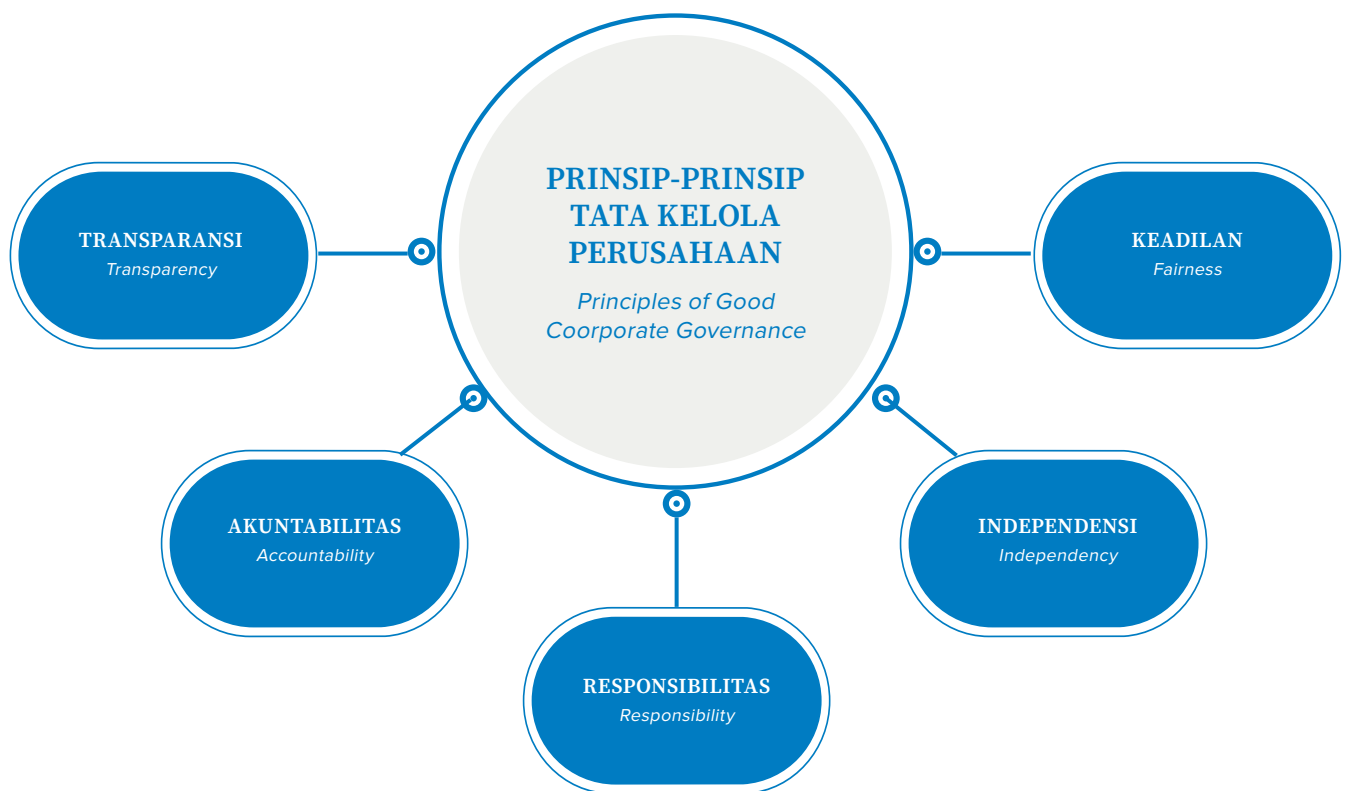 PRINSIP-PRINSIP
TATA KELOLA
PERUSAHAAN
Principles of Good
Coorporate Governance
TRANSPARANSI
Transparency
AKUNTABILITAS
Accountability
RESPONSIBILITAS
Responsibility
INDEPENDENSI
Independency
KEADILAN
Fairness